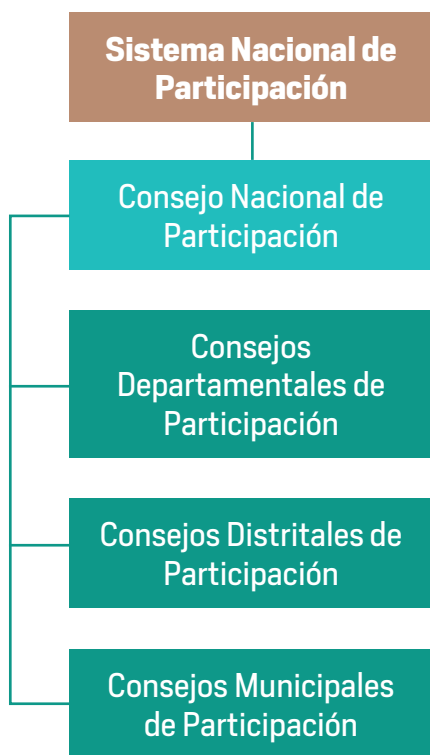 Sistema Nacional de
Participación
Consejo Nacional de
Participación
Consejos
Departamentales de
Participación
Consejos Distritales de
Participación
Consejos Municipales
de Participación